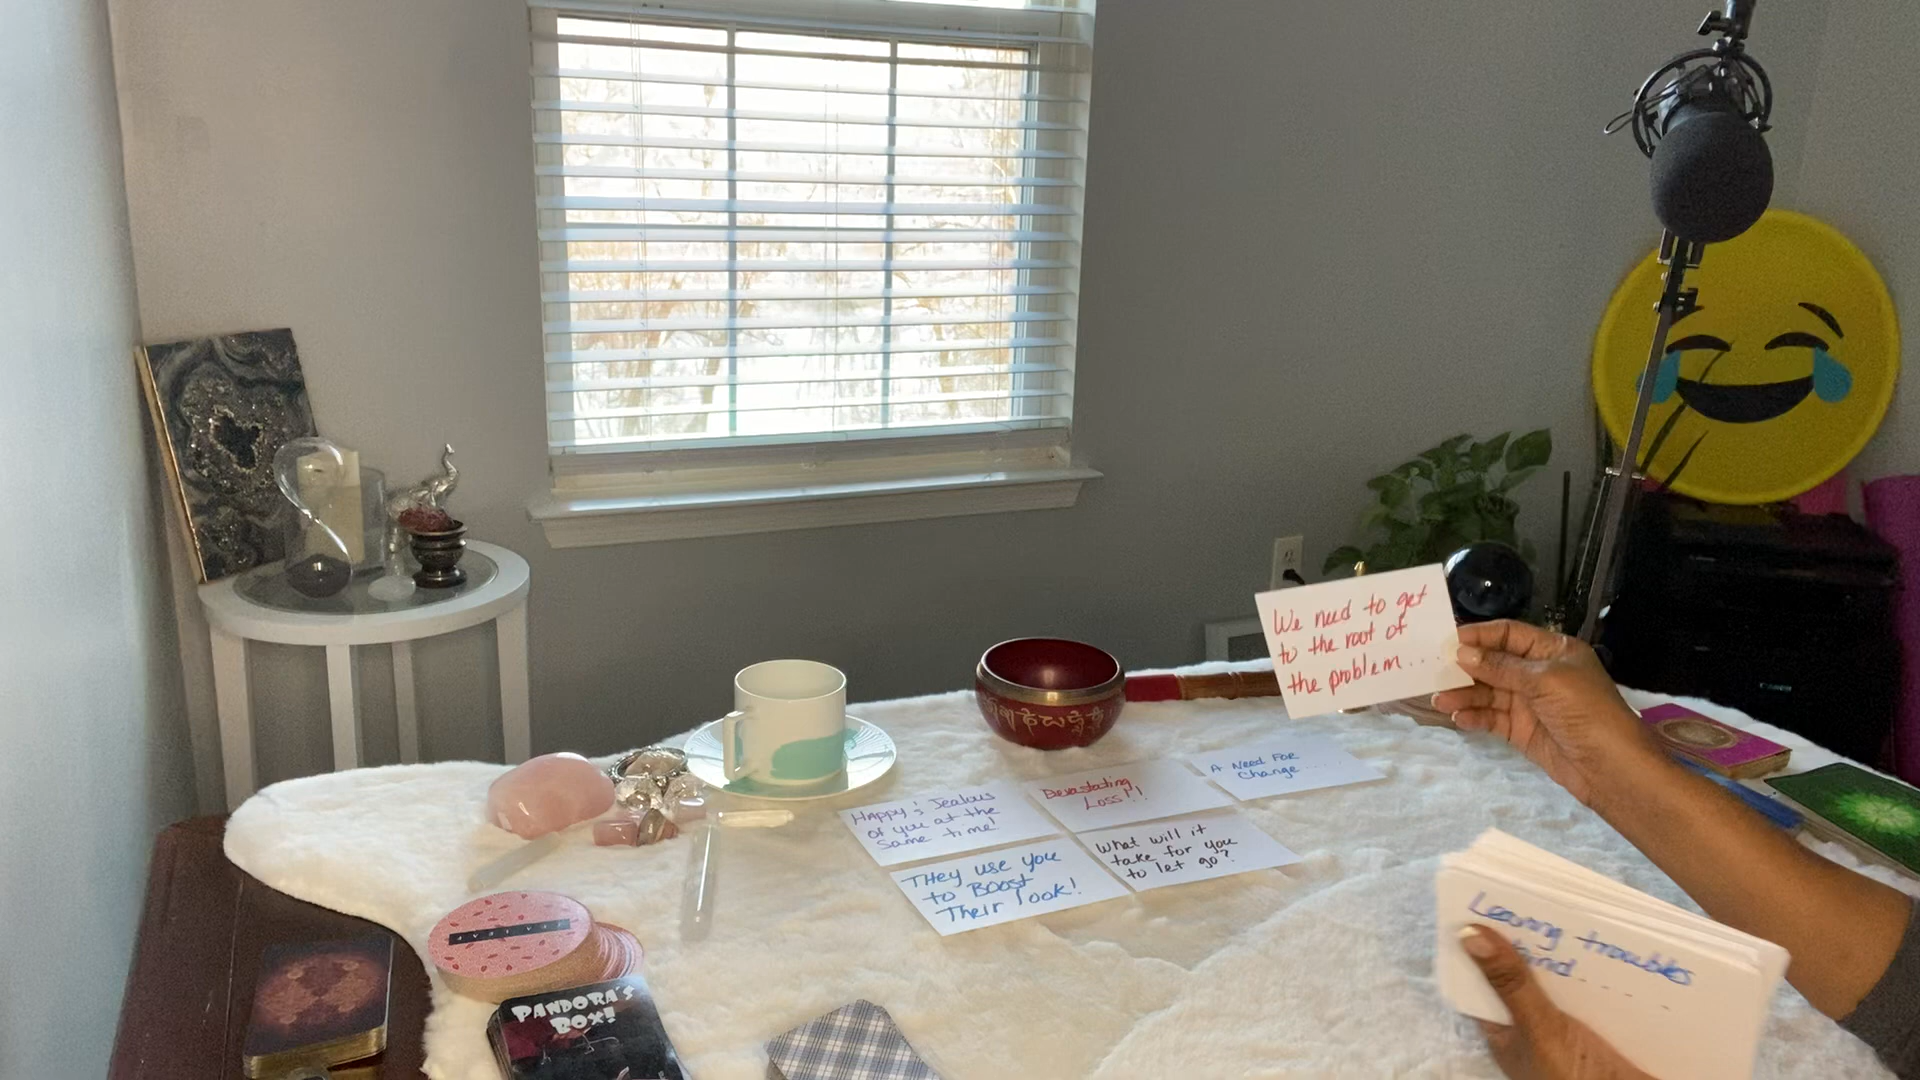 We need to get
to the root of
the problem...
A Need For
Change.....
Devastating
Loss!!
Happy & Jealous
of you at the
Same time!
What will it
take for you
to let go?
THey use you
to BOOST
Their look!
Leaving troubles
PANDORA'S
BOX!
Canon